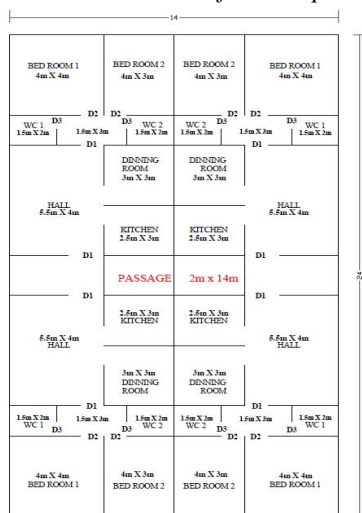 14
BED ROOM 1
4m X 4m
BED ROOM 2
4m X 3m
BED ROOM 2
4m X 3m
BED ROOM 1
4m X 4m
D2 D2 D2 D2
WC 1 D3 D3 WC 2 WC 2 D3 D3 WC 1
1.5m X 2m 1.5m X 3m 1.5m X 2m 1.5m X 2m 1.5m X 3m 1.5m X 2m
D1 D1
DINNING
ROOM
3m X 3m
DINNING
ROOM
3m X 3m
HALL
5.5m X 4m
HALL
5.5m X 4m
KITCHEN
2.5m X 3m
KITCHEN
2.5m X 3m
D1 D1
PASSAGE 2m x 14m
24
D1 D1
2.5m X 3m
KITCHEN
2.5m X 3m
KITCHEN
5.5m X 4m
HALL
5.5m X 4m
HALL
3m X 3m
DINNING
ROOM
3m X 3m
DINNING
ROOM
D1 D1
1.5m X 2m 1.5m X 3m 1.5m X 2m 1.5m X 2m 1.5m X 3m 1.5m X 2m
WC 1 D3 D3 WC 2 WC 2 D3 D3 WC 1
D2 D2 D2 D2
4m X 4m
BED ROOM 1
4m X 3m
BED ROOM 2
4m X 3m
BED ROOM 2
4m X 4m
BED ROOM 1